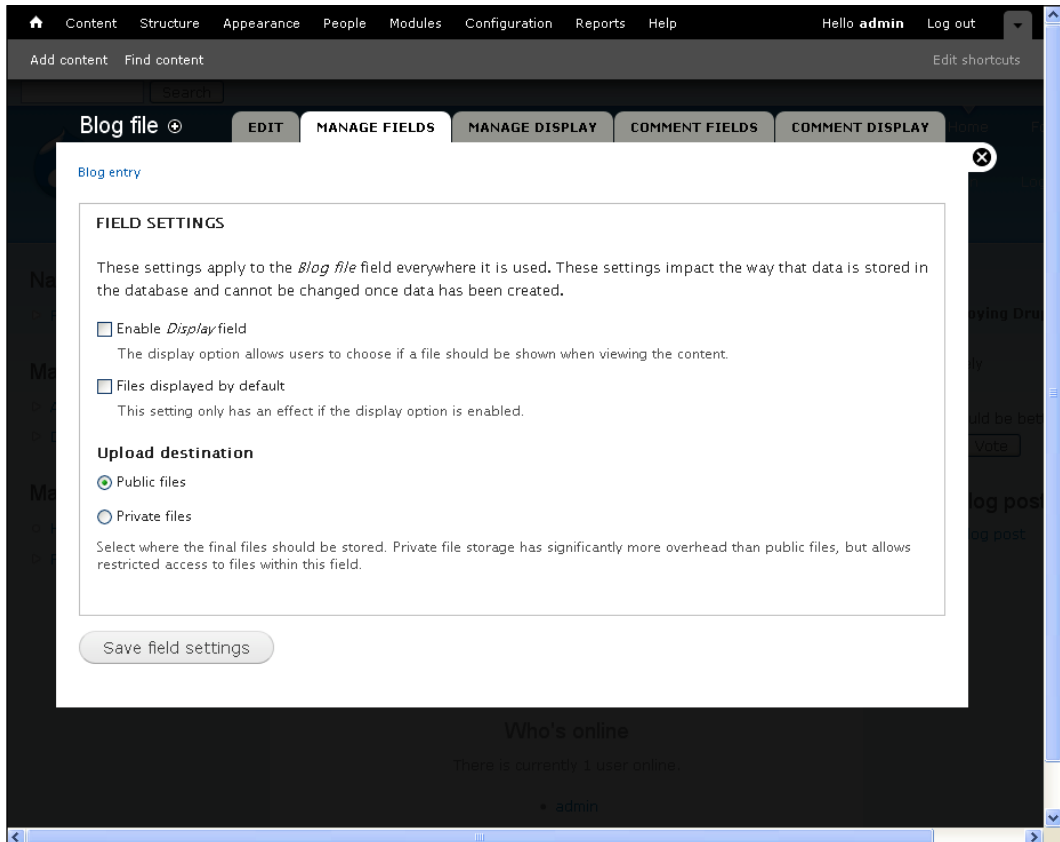 Content Structure Appearance People Modules Configuration Reports Help Hello admin Log out
Add content Find content Edit shortcuts
Search
Blog file EDIT MANAGE FIELDS MANAGE DISPLAY COMMENT FIELDS COMMENT DISPLAY Home
Blog entry
FIELD SETTINGS
These settings apply to the Blog file field everywhere it is used. These settings impact the way that data is stored in
the database and cannot be changed once data has been created.
Enable Display field
The display option allows users to choose if a file should be shown when viewing the content.
Files displayed by default
This setting only has an effect if the display option is enabled.
Upload destination
Vote
Public files
Private files
Select where the final files should be stored. Private file storage has significantly more overhead than public files, but allows
restricted access to files within this field.
Save field settings
Who's online
There is currently 1 user online.
admin